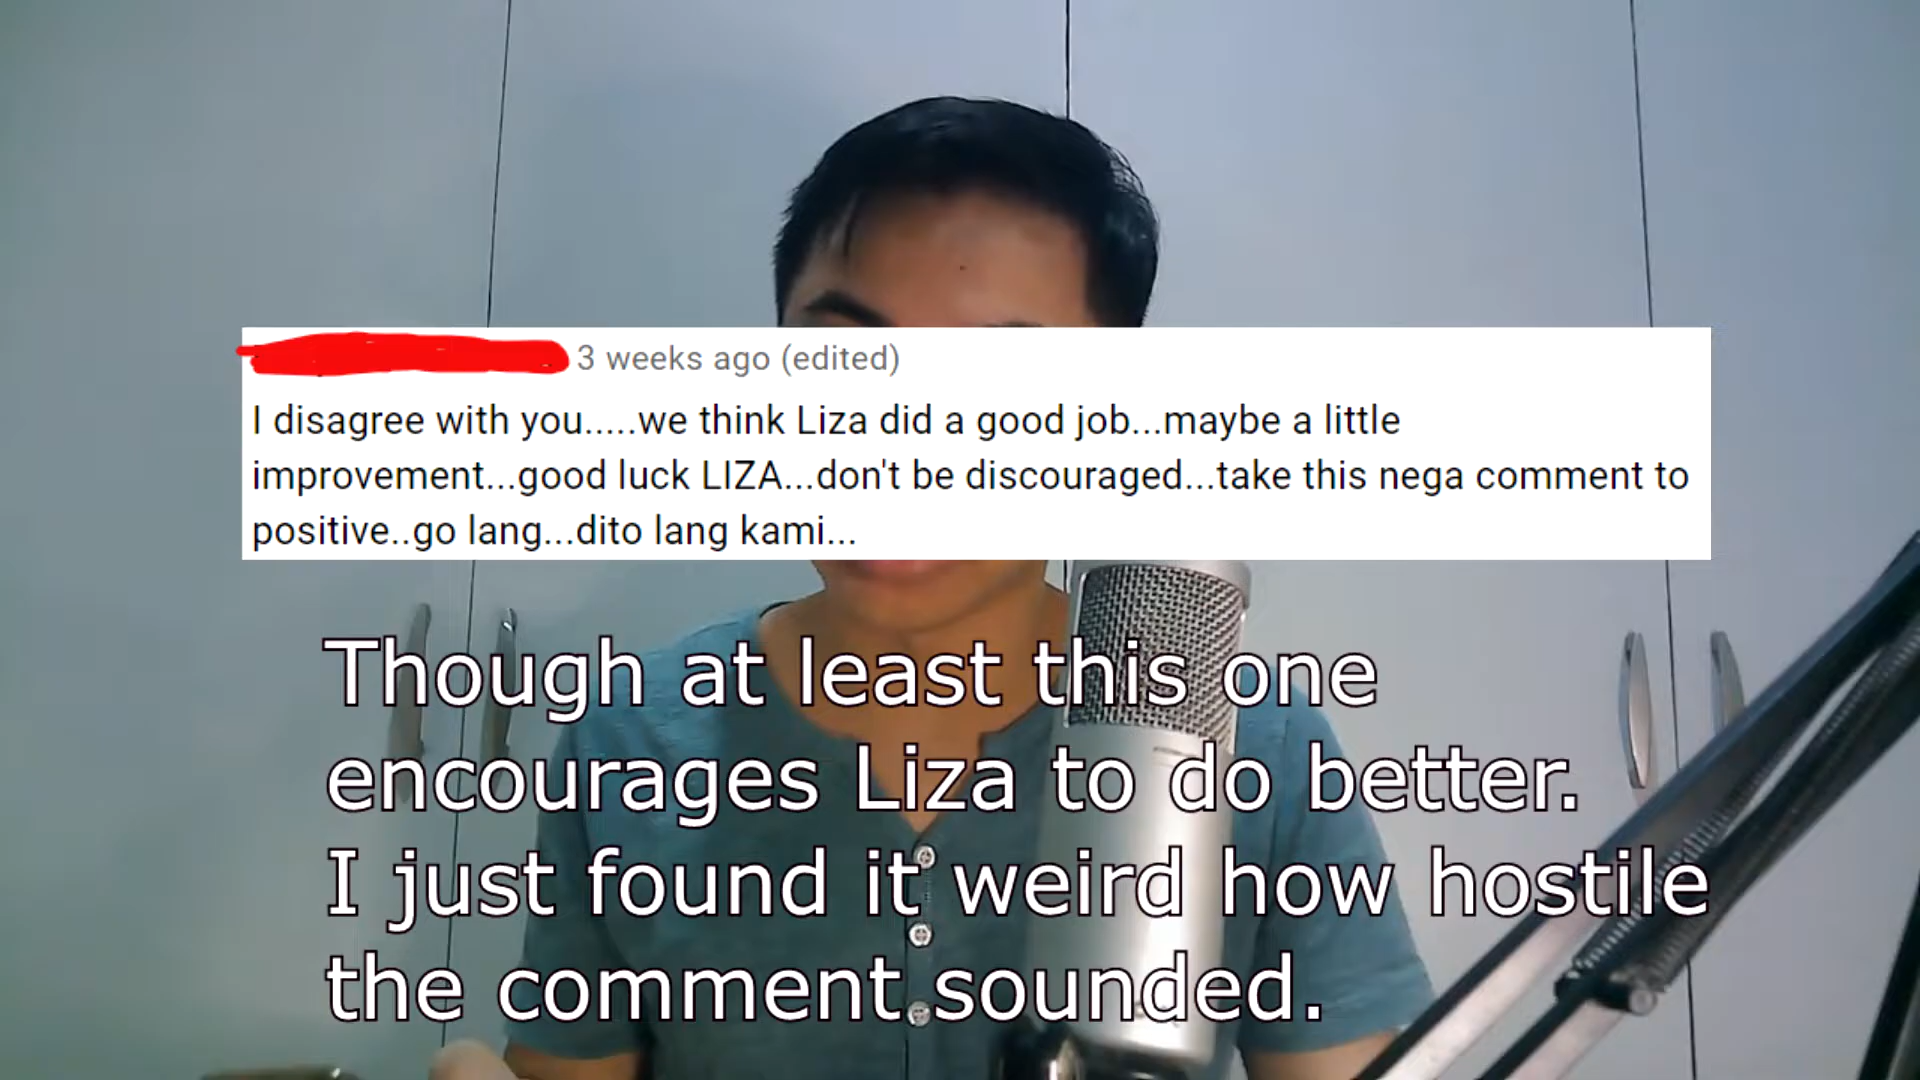 3 weeks ago (edited)
I disagree with you.....we think Liza did a good job...maybe a little
improvement...good luck LIZA...don't be discouraged...take this nega comment to
positive..go lang...dito lang kami...
Though at least this one
encourages Liza to do better.
I just found it weird how hostile
the comment sounded.